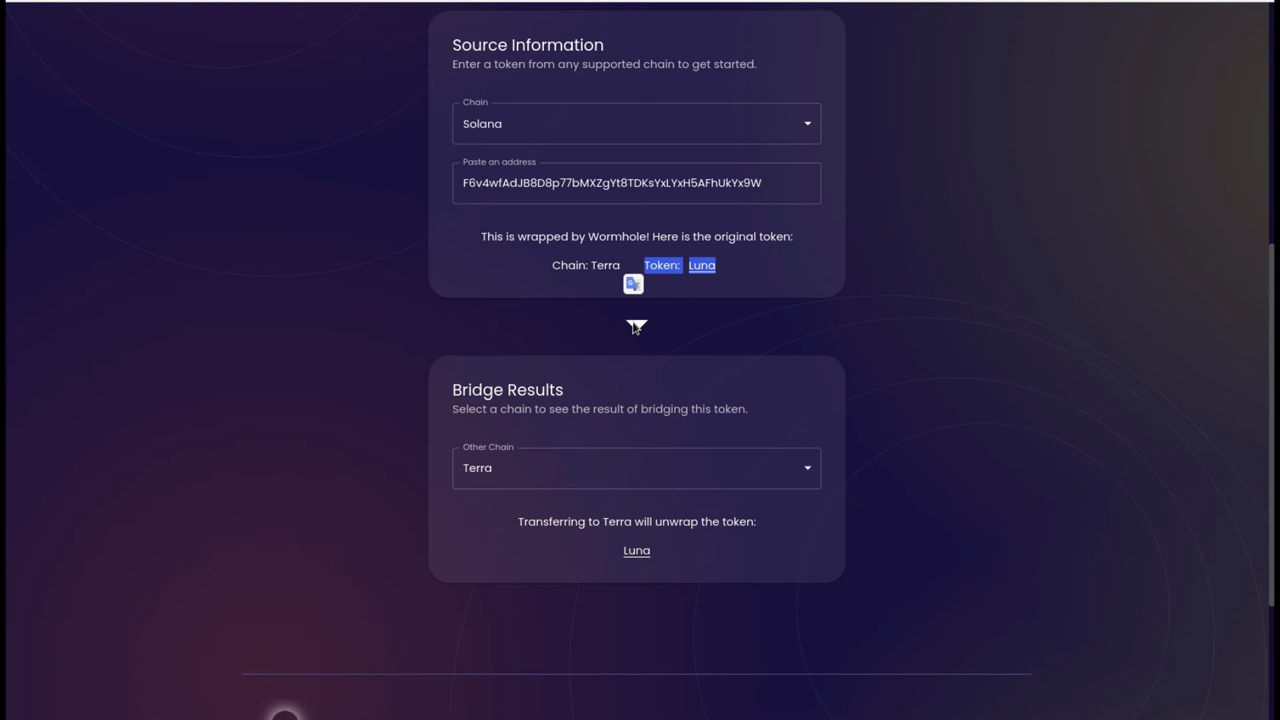 Source Information
Enter a token from any supported chain to get started.
Chain
Solana
Paste an address
F6v4wfAdJB8D8p77bMXZgYt8TDKsYxLYxH5AFhUkYx9W
This is wrapped by Wormhole! Here is the original token:
Chain: Terra Token: Luna
Bridge Results
Select a chain to see the result of bridging this token.
Other Chain
Terra
Transferring to Terra will unwrap the token:
Luna